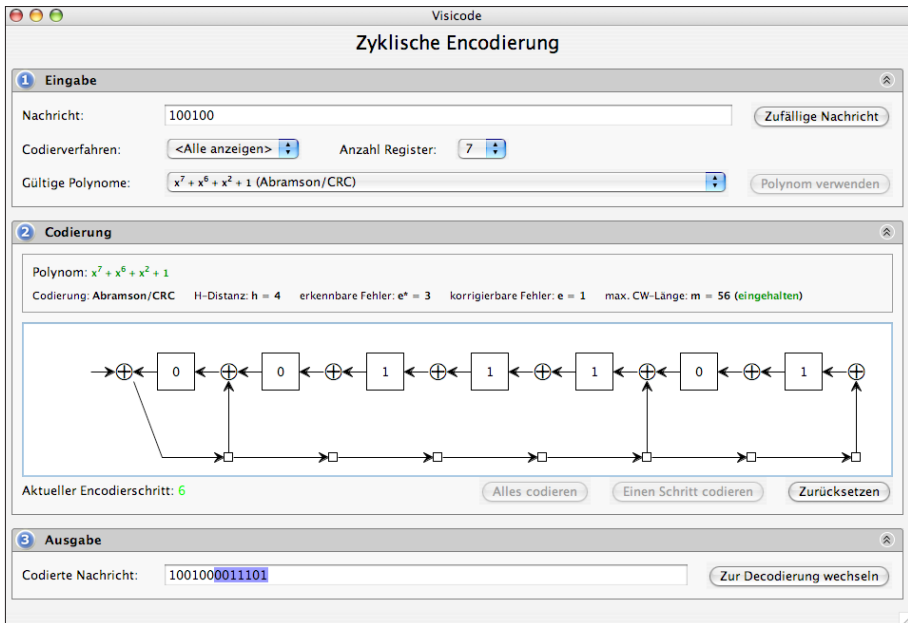 Visicode
Zyklische Encodierung
1 Eingabe
Nachricht: 100100 Zufällige Nachricht
Codierverfahren: <Alle anzeigen> Anzahl Register: 7
Gültige Polynome: x⁷ + x⁶ + x² + 1 (Abramson/CRC) Polynom verwenden
2 Codierung
Polynom: x⁷ + x⁶ + x² + 1
Codierung: Abramson/CRC H-Distanz: h = 4 erkennbare Fehler: e* = 3 korrigierbare Fehler: e = 1 max. CW-Länge: m = 56 (eingehalten)
0 0 1 1 1 0 1
Aktueller Encodierschritt: 6 Alles codieren Einen Schritt codieren Zurücksetzen
3 Ausgabe
Codierte Nachricht: 1001000011101 Zur Decodierung wechseln